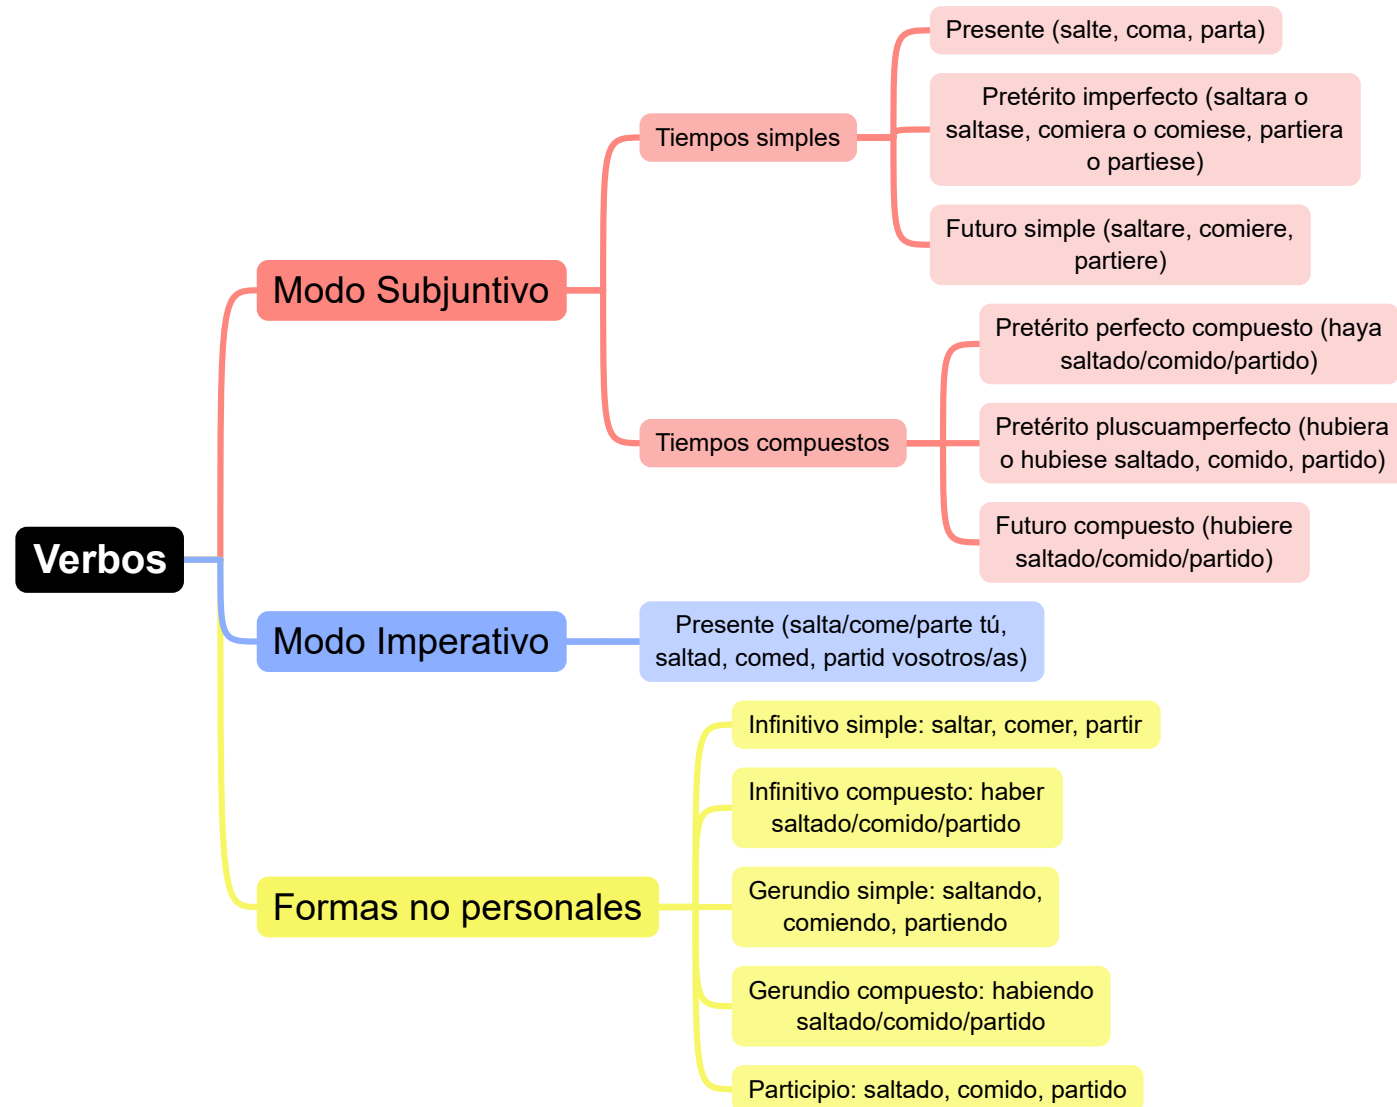 Verbos
Modo Subjuntivo
Tiempos simples
Presente (salte, coma, parta)
Pretérito imperfecto (saltara o
saltase, comiera o comiese, partiera
o partiese)
Futuro simple (saltare, comiere,
partiere)
Tiempos compuestos
Pretérito perfecto compuesto (haya
saltado/comido/partido)
Pretérito pluscuamperfecto (hubiera
o hubiese saltado, comido, partido)
Futuro compuesto (hubiere
saltado/comido/partido)
Modo Imperativo
Presente (salta/come/parte tú,
saltad, comed, partid vosotros/as)
Formas no personales
Infinitivo simple: saltar, comer, partir
Infinitivo compuesto: haber
saltado/comido/partido
Gerundio simple: saltando,
comiendo, partiendo
Gerundio compuesto: habiendo
saltado/comido/partido
Participio: saltado, comido, partido